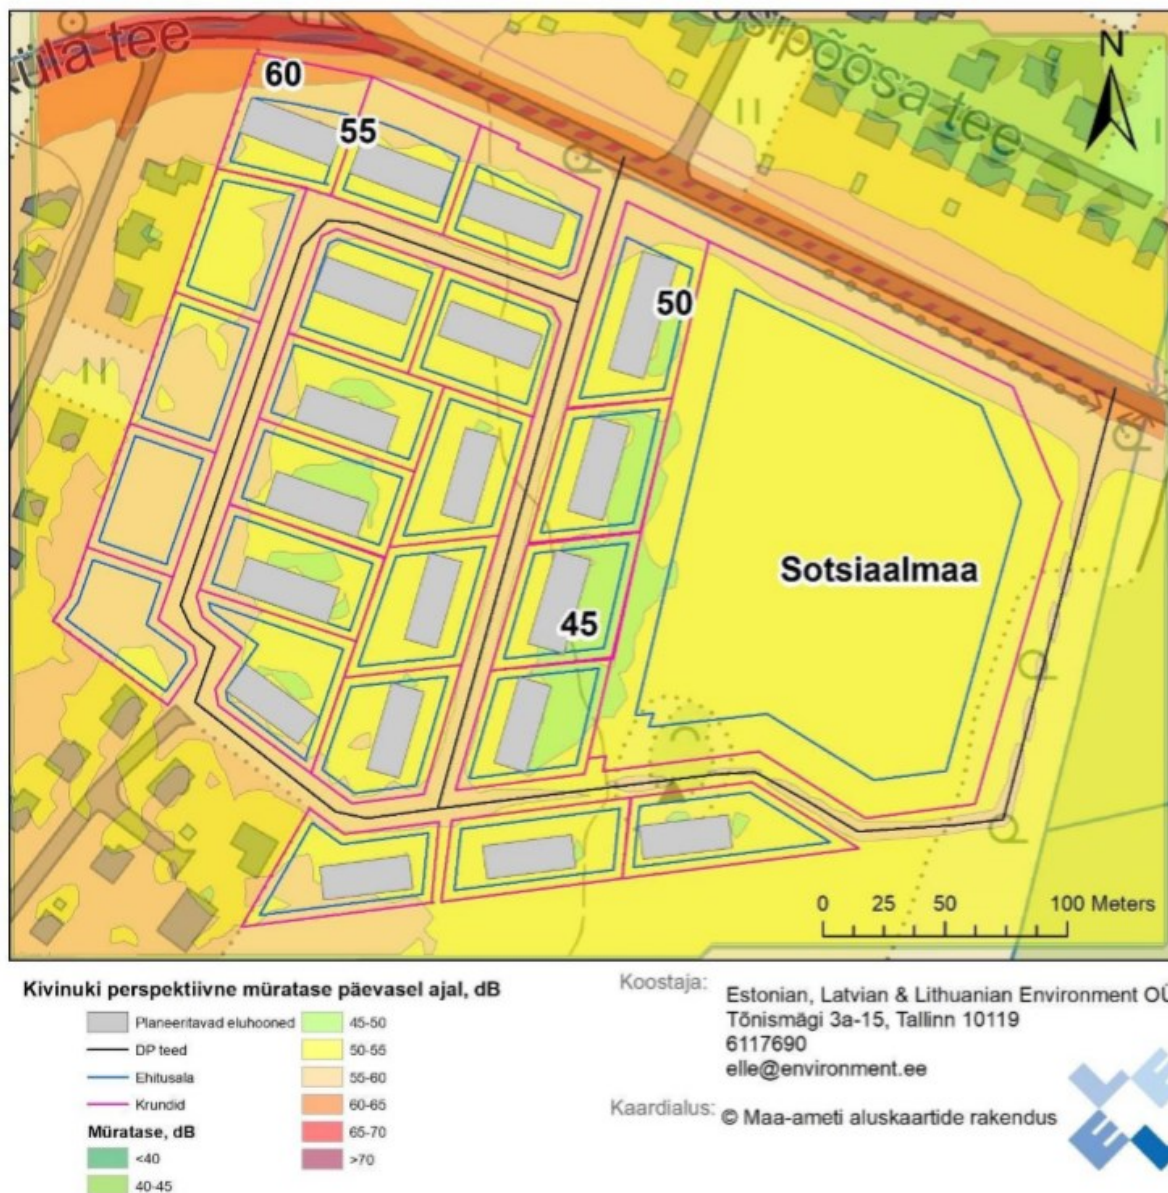 küla tee
osipõõsa tee
N
60
55
50
Sotsiaalmaa
45
0 25 50 100 Meters
Kivinuki perspektiivne müratase päevasel ajal, dB
Planeeritavad eluhooned
DP teed
Ehitusala
Krundid
Müratase, dB
<40
40-45
45-50
50-55
55-60
60-65
65-70
>70
Koostaja:
Estonian, Latvian & Lithuanian Environment OÜ
Tõnismägi 3a-15, Tallinn 10119
6117690
elle@environment.ee
Kaardialus: © Maa-ameti aluskaartide rakendus